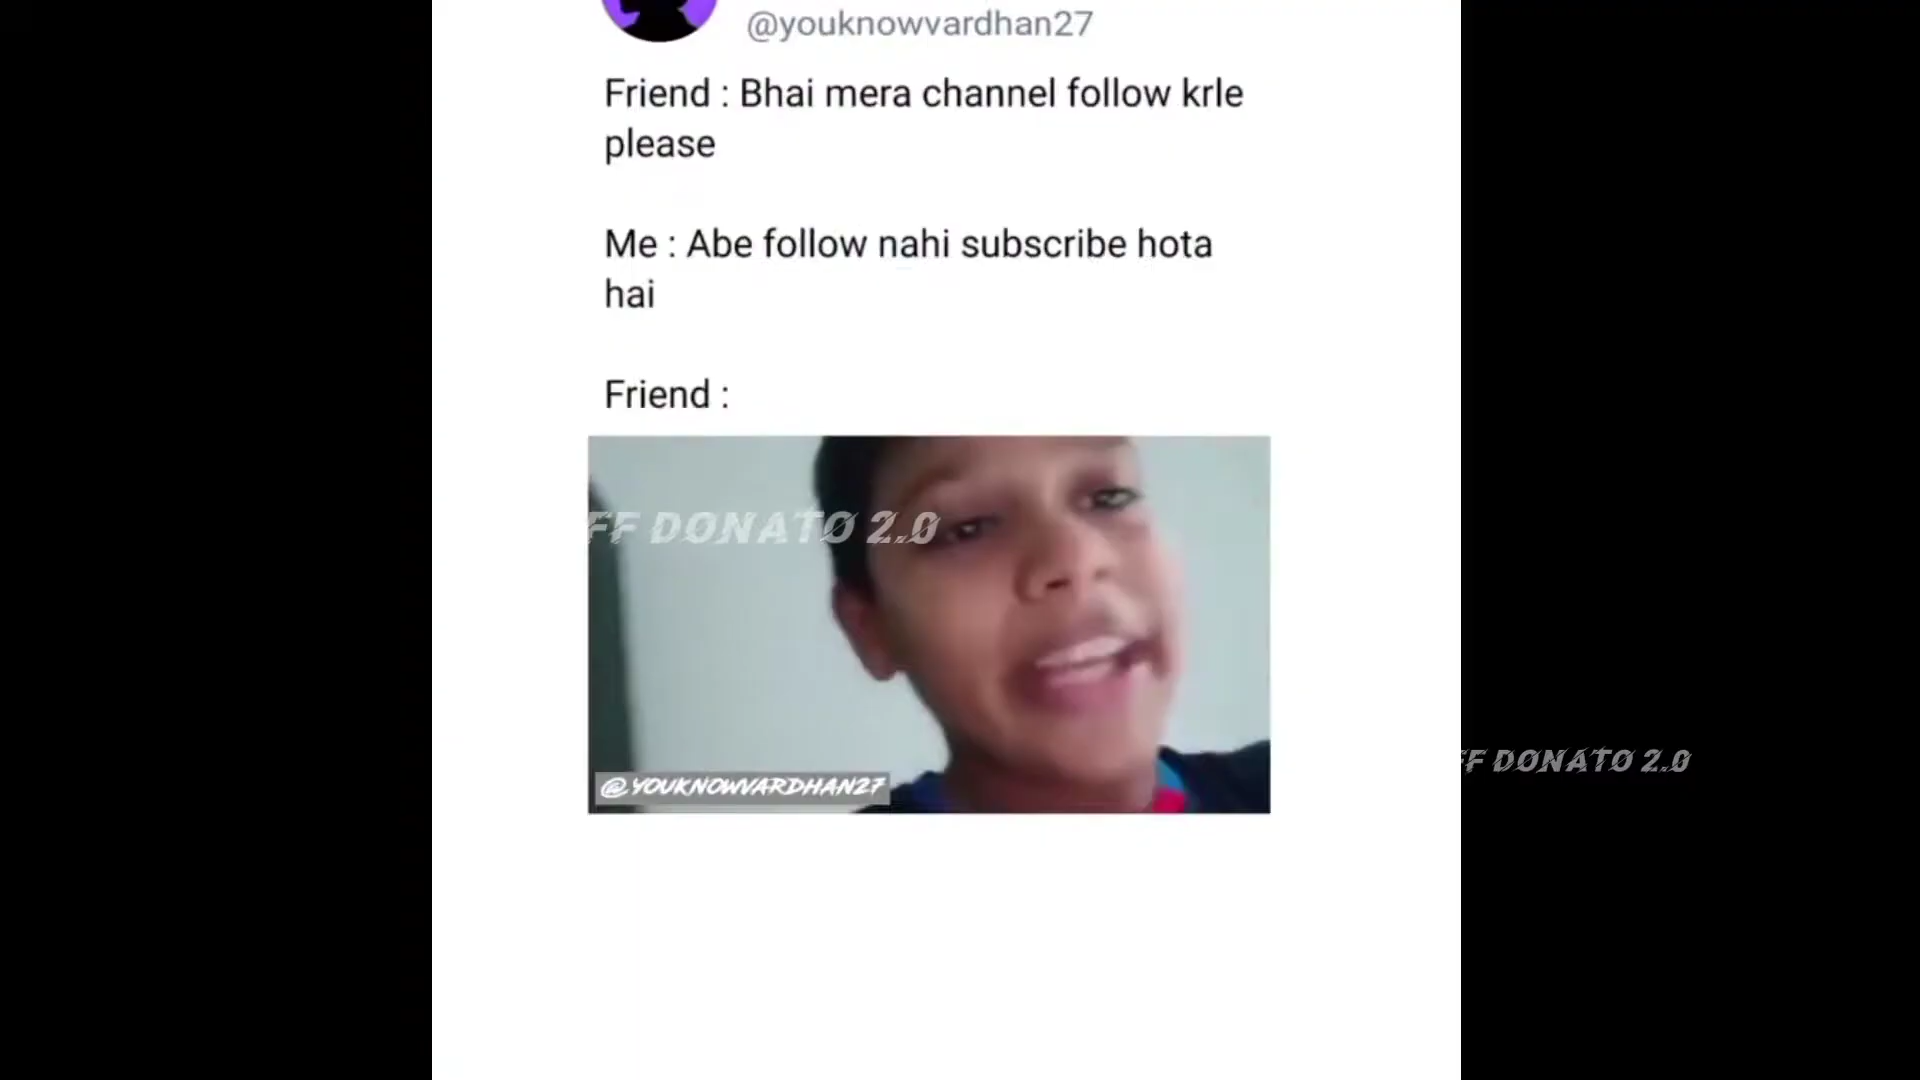 @youknowvardhan27
Friend : Bhai mera channel follow krle
please
Me : Abe follow nahi subscribe hota
hai
Friend :
FF DONATO 2.0
@YOUKNOWVARDHAN27
FF DONATO 2.0